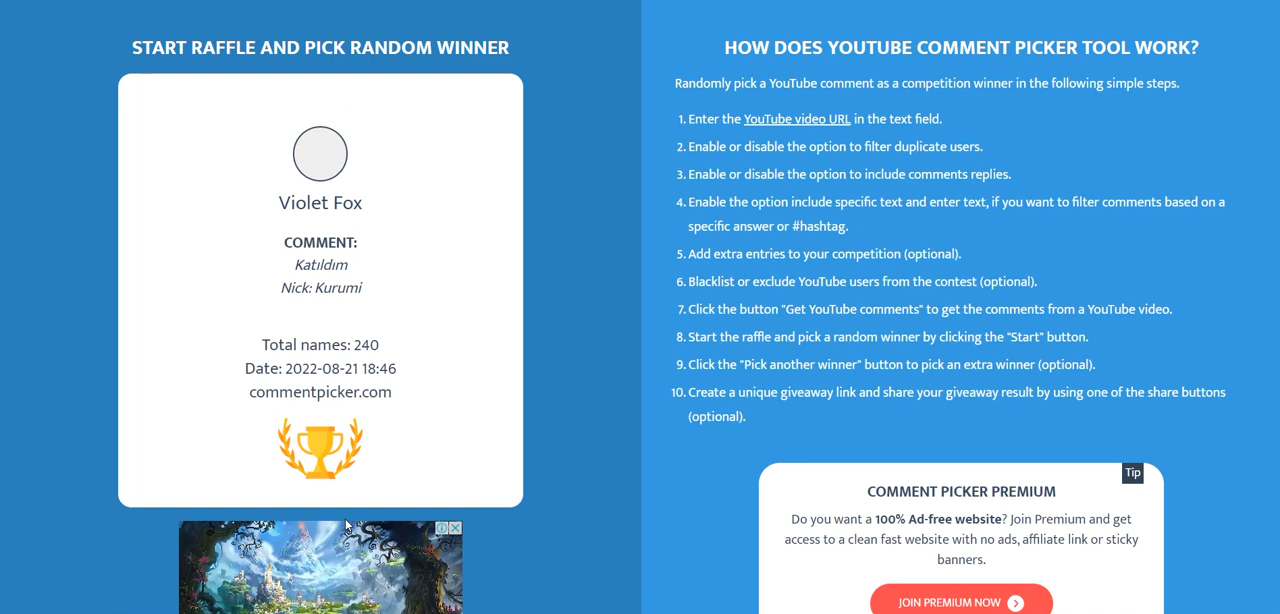 START RAFFLE AND PICK RANDOM WINNER
Violet Fox
COMMENT:
Katıldım
Nick: Kurumi
Total names: 240
Date: 2022-08-21 18:46
commentpicker.com
HOW DOES YOUTUBE COMMENT PICKER TOOL WORK?
Randomly pick a YouTube comment as a competition winner in the following simple steps.
1. Enter the YouTube video URL in the text field.
2. Enable or disable the option to filter duplicate users.
3. Enable or disable the option to include comments replies.
4. Enable the option include specific text and enter text, if you want to filter comments based on a
specific answer or #hashtag.
5. Add extra entries to your competition (optional).
6. Blacklist or exclude YouTube users from the contest (optional).
7. Click the button "Get YouTube comments" to get the comments from a YouTube video.
8. Start the raffle and pick a random winner by clicking the "Start" button.
9. Click the "Pick another winner" button to pick an extra winner (optional).
10. Create a unique giveaway link and share your giveaway result by using one of the share buttons
(optional).
Tip
COMMENT PICKER PREMIUM
Do you want a 100% Ad-free website? Join Premium and get
access to a clean fast website with no ads, affiliate link or sticky
banners.
JOIN PREMIUM NOW